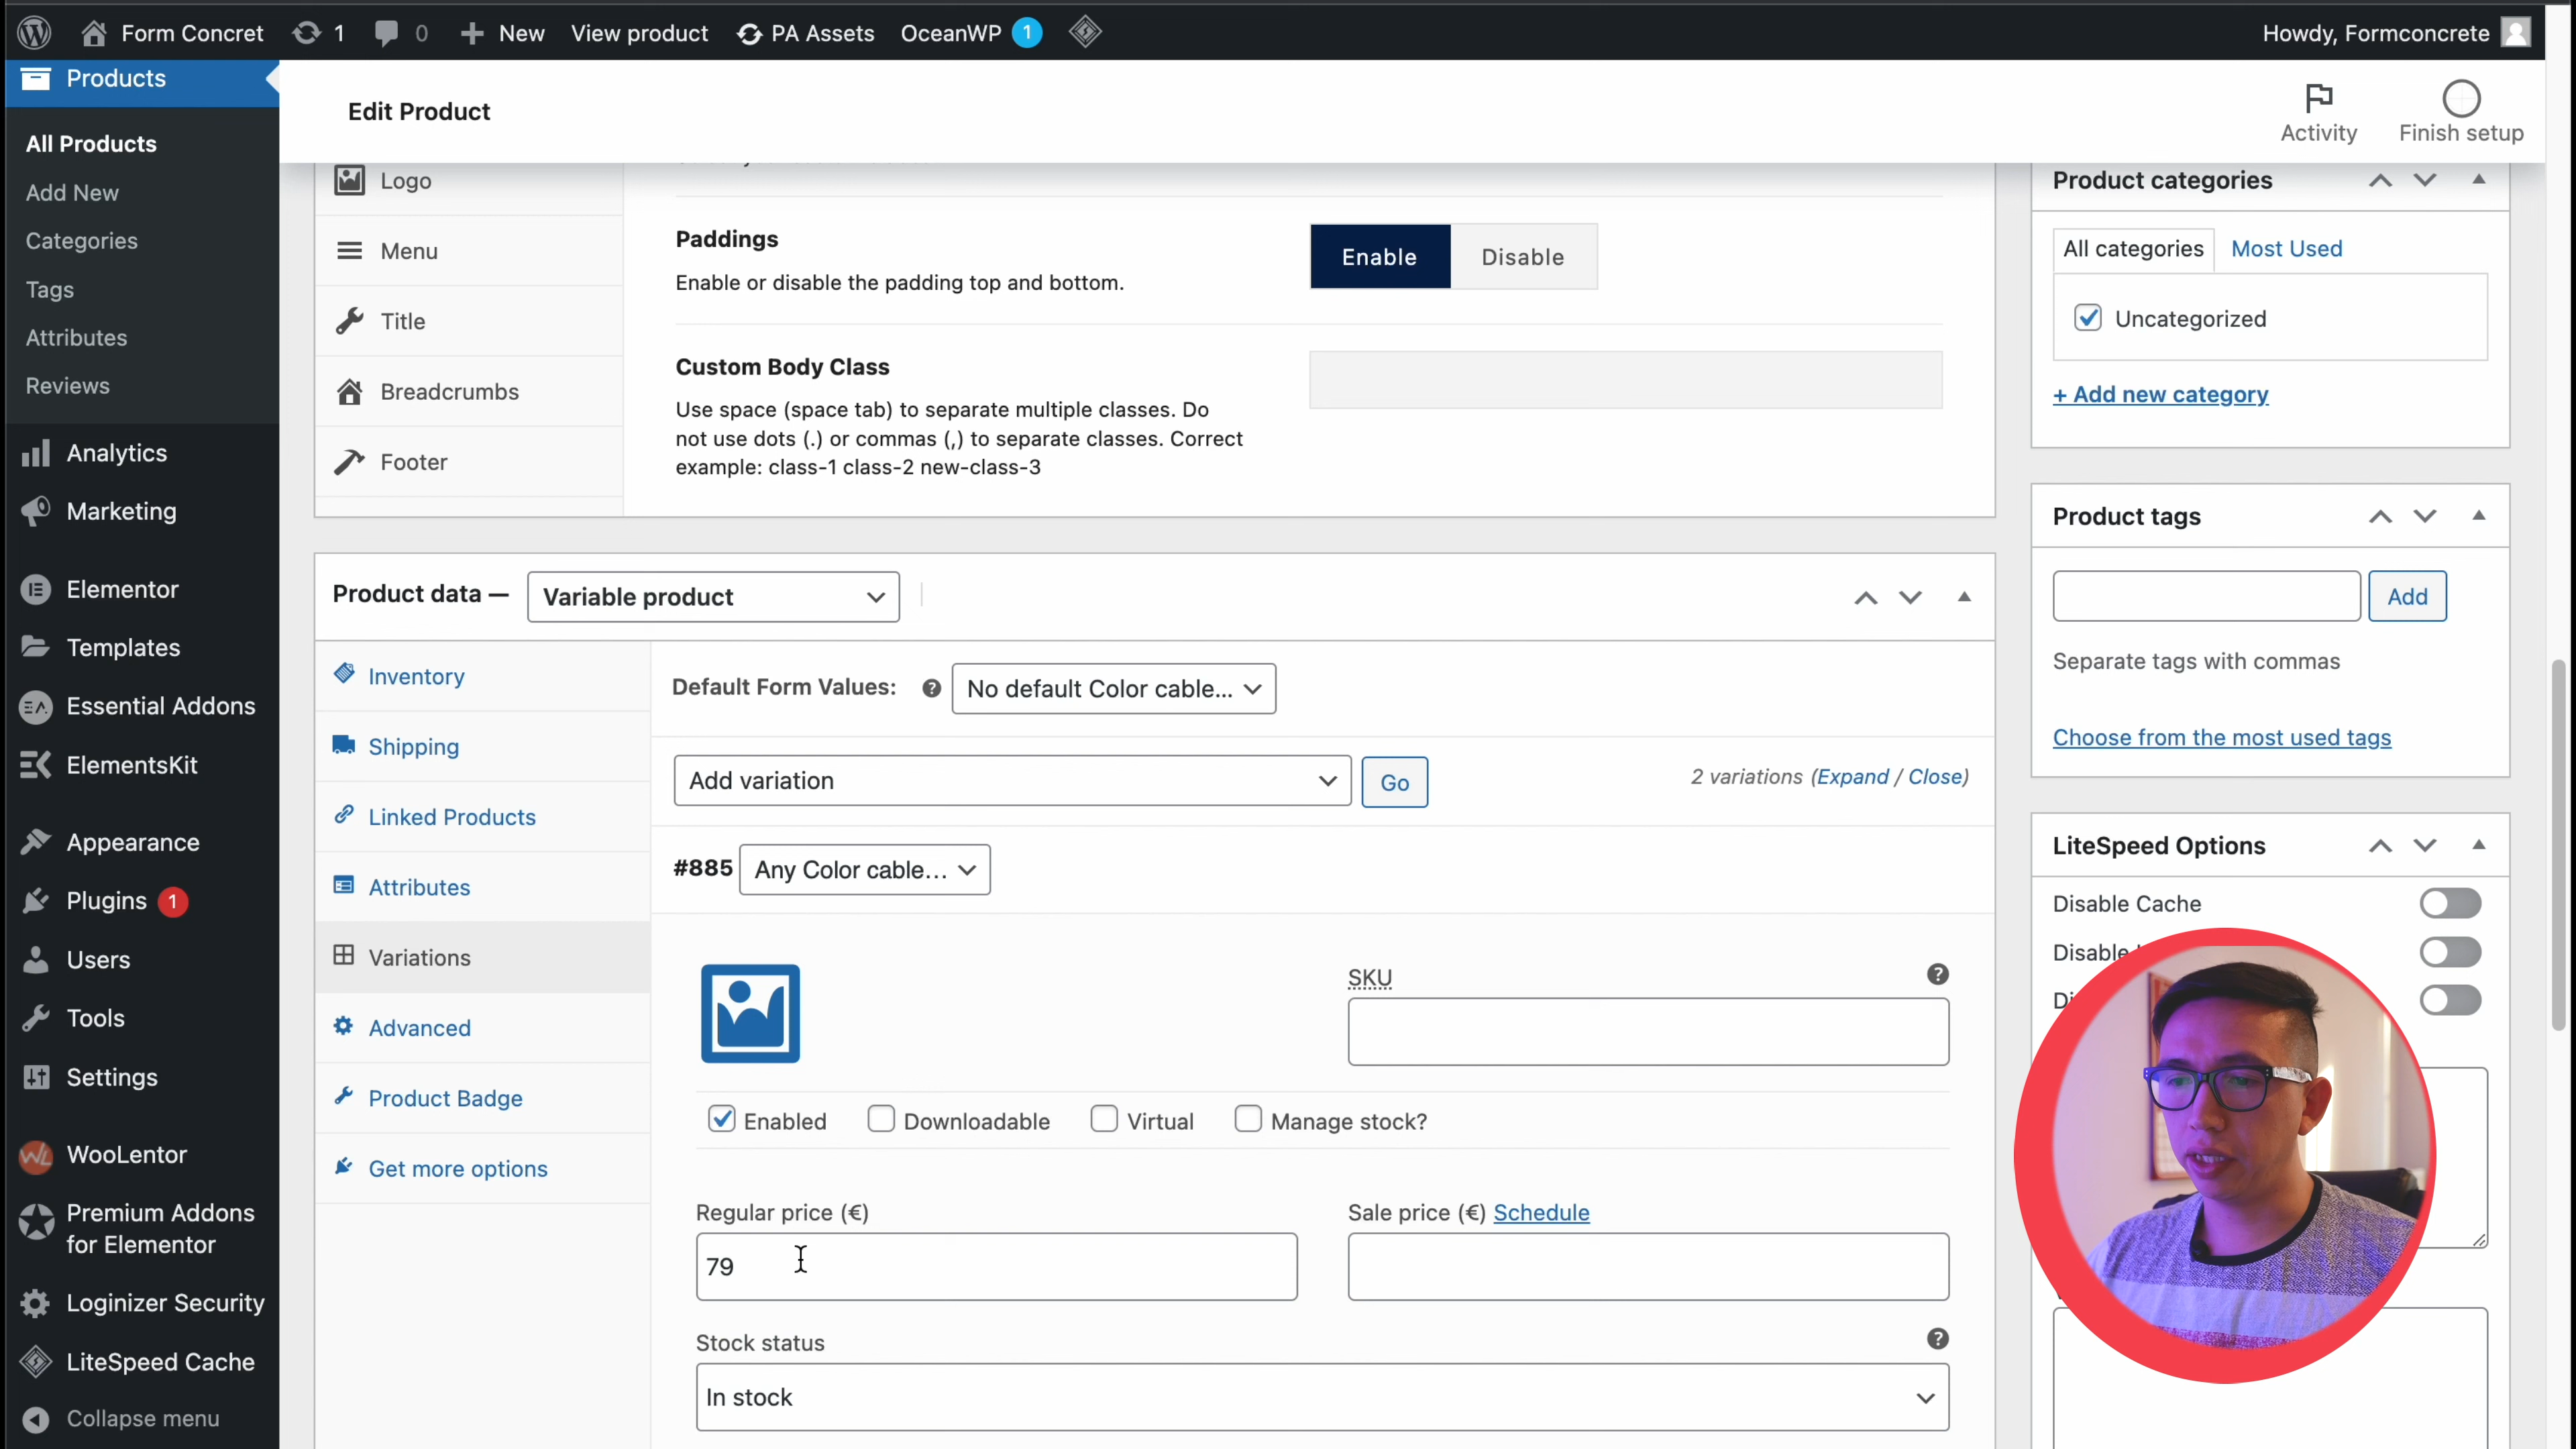 Form Concret
1
0
New
View product
PA Assets
OceanWP 1
Howdy, Formconcrete
Products
All Products
Add New
Categories
Tags
Attributes
Reviews
Analytics
Marketing
Elementor
Templates
Essential Addons
ElementsKit
Appearance
Plugins 1
Users
Tools
Settings
WooLentor
Premium Addons
for Elementor
Loginizer Security
LiteSpeed Cache
Collapse menu
Edit Product
Activity
Finish setup
Logo
Menu
Title
Breadcrumbs
Footer
Paddings
Enable or disable the padding top and bottom.
Enable
Disable
Custom Body Class
Use space (space tab) to separate multiple classes. Do
not use dots (.) or commas (,) to separate classes. Correct
example: class-1 class-2 new-class-3
Product data —
Variable product
Inventory
Shipping
Linked Products
Attributes
Variations
Advanced
Product Badge
Get more options
Default Form Values:
No default Color cable...
Add variation
Go
2 variations (Expand / Close)
#885
Any Color cable...
SKU
Enabled
Downloadable
Virtual
Manage stock?
Regular price (€)
79
Sale price (€) Schedule
Stock status
In stock
Product categories
All categories
Most Used
Uncategorized
+ Add new category
Product tags
Add
Separate tags with commas
Choose from the most used tags
LiteSpeed Options
Disable Cache
Disable